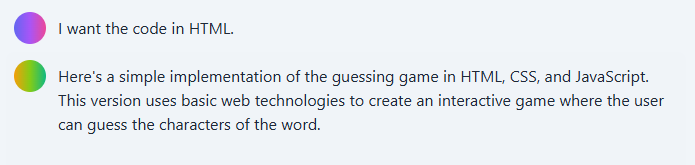 I want the code in HTML.
Here's a simple implementation of the guessing game in HTML, CSS, and JavaScript.
This version uses basic web technologies to create an interactive game where the user
can guess the characters of the word.